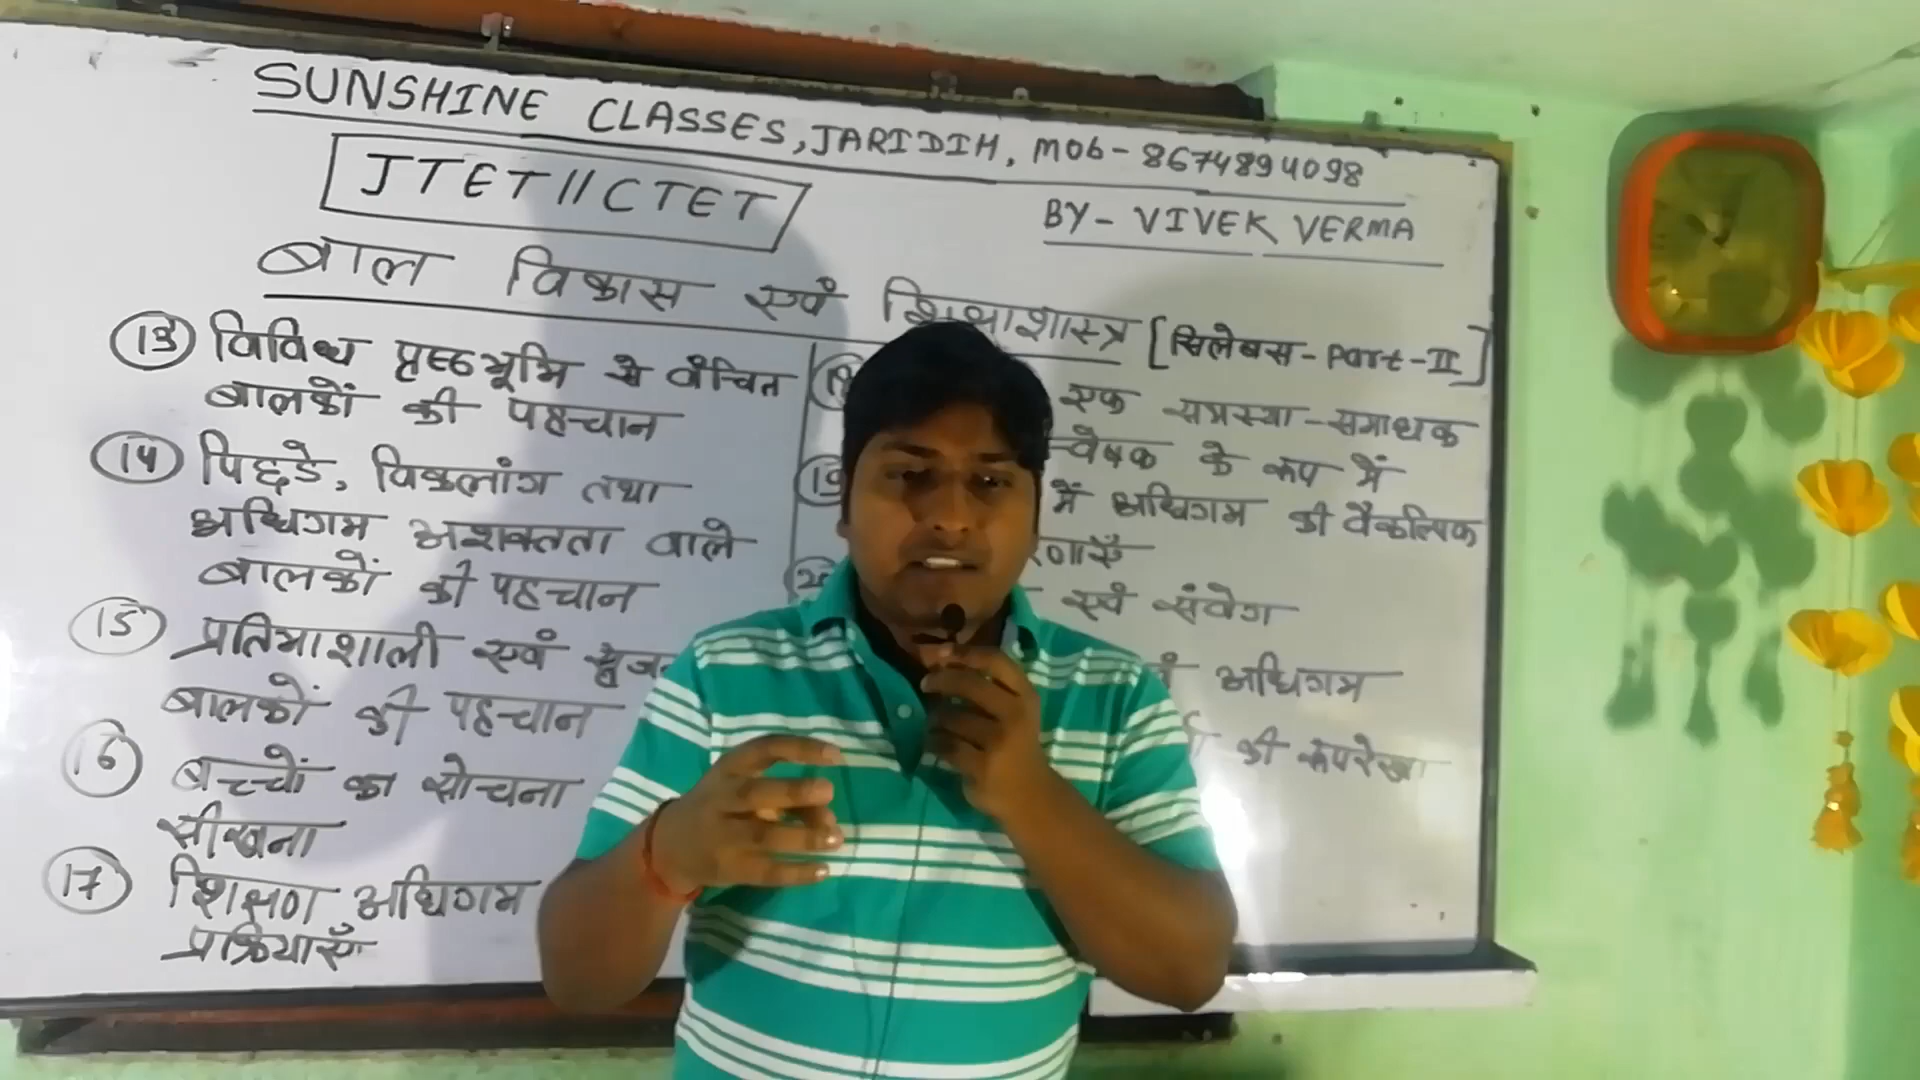 SUNSHINE CLASSES, JARIDIH, MOb- 8674894098
JTET // CTET
BY- VIVEK VERMA
बाल विकास एवं शिक्षाशास्त्र [सिलेबस - Part - II]
13 विविध पृष्ठभूमि से वंचित
बालकों की पहचान
14 पिछडे, विकलांग तथा
अधिगम अशक्तता वाले
बालकों की पहचान
15 प्रतिभाशाली एवं
बालकों की पहचान
16 बच्चों का सोचना
सीखना
17 शिक्षण अधिगम
प्रक्रियाएँ
एक समस्या-समाधक
के रूप में
19 में अधिगम की वैकल्पिक
20 एवं संवेग
अधिगम
की रूपरेखा